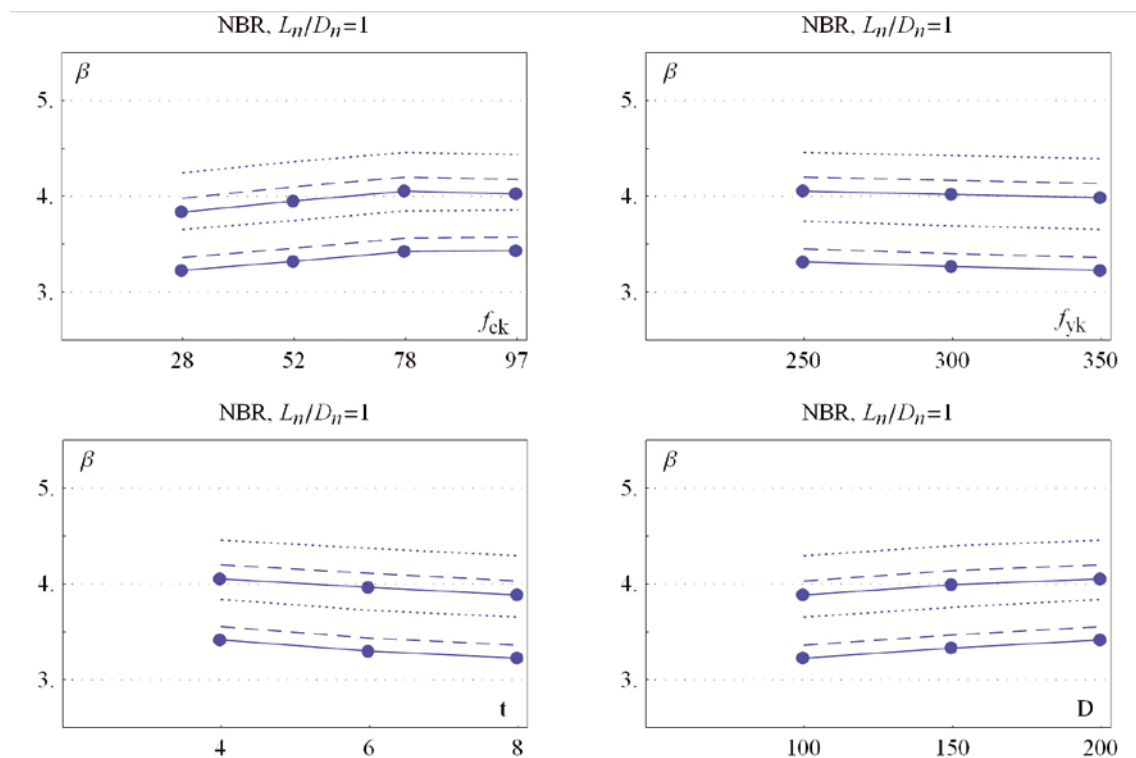 NBR, Ln/Dn=1
β
5.
4.
3.
fck
28 52 78 97
NBR, Ln/Dn=1
β
5.
4.
3.
fyk
250 300 350
NBR, Ln/Dn=1
β
5.
4.
3.
t
4 6 8
NBR, Ln/Dn=1
β
5.
4.
3.
D
100 150 200